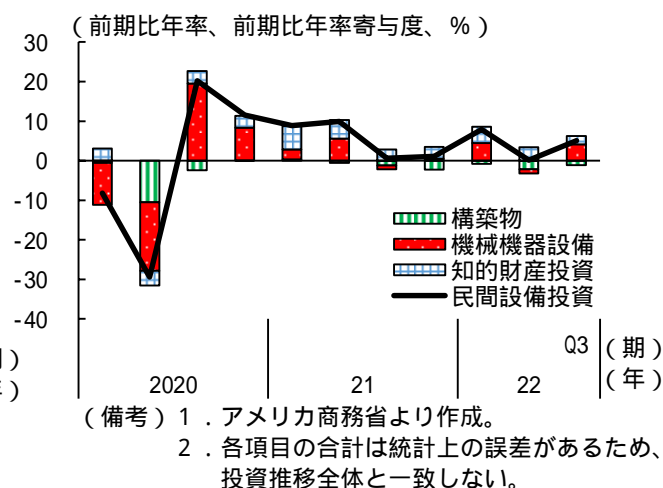 （前期比年率、前期比年率寄与度、％）
30
20
10
0
-10
-20
-30
-40
構築物
機械機器設備
知的財産投資
民間設備投資
Q3（期）
2020 21 22（年）
（備考）１．アメリカ商務省より作成。
２．各項目の合計は統計上の誤差があるため、
投資推移全体と一致しない。